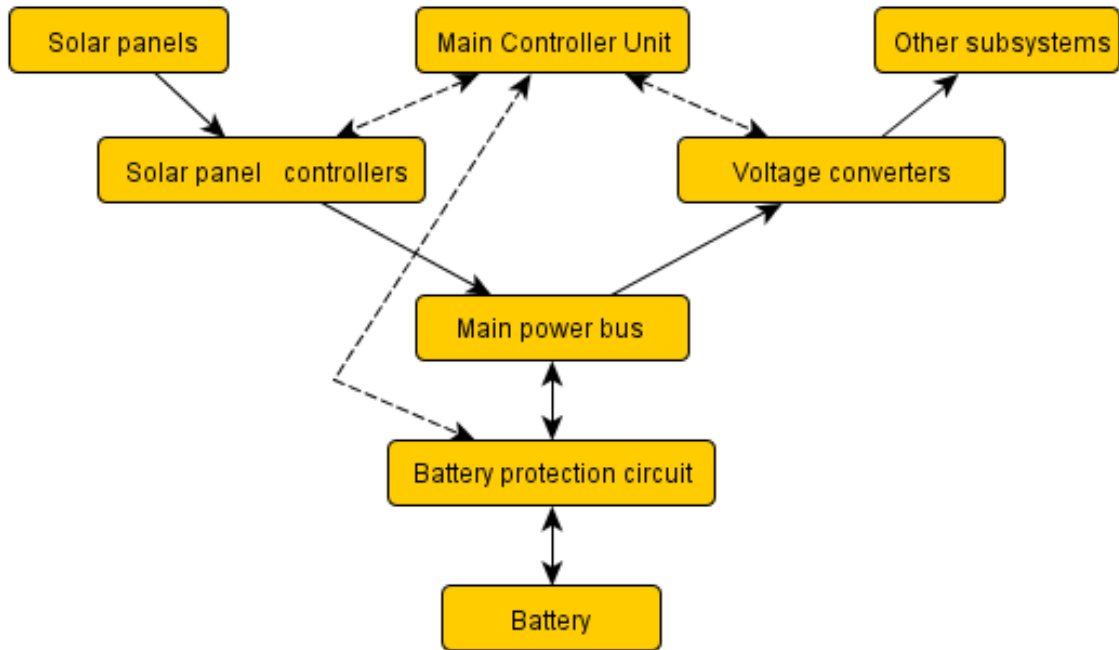 Solar panels
Main Controller Unit
Other subsystems
Solar panel controllers
Voltage converters
Main power bus
Battery protection circuit
Battery